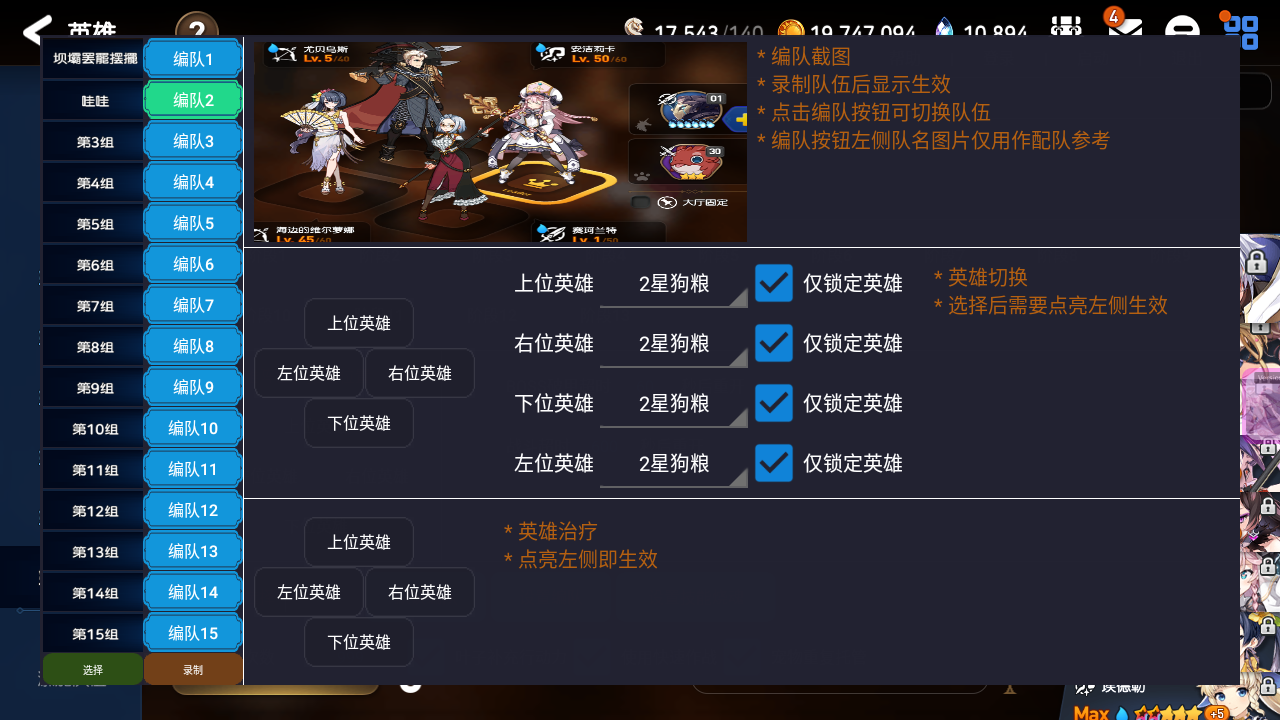 英雄
?
17,543/140
19,747,094
10,894
4
编队1
哇哇
编队2
第3组
编队3
第4组
编队4
第5组
编队5
第6组
编队6
第7组
编队7
第8组
编队8
第9组
编队9
第10组
编队10
第11组
编队11
第12组
编队12
第13组
编队13
第14组
编队14
第15组
编队15
选择
录制
尤贝乌斯
Lv. 5/40
安洁莉卡
Lv. 50/60
01
30
大厅固定
Leader
海边的维尔罗娜
Lv. 45/60
赛珂兰特
Lv. 1/50
* 编队截图
* 录制队伍后显示生效
* 点击编队按钮可切换队伍
* 编队按钮左侧队名图片仅用作配队参考
上位英雄
左位英雄
右位英雄
下位英雄
上位英雄 2星狗粮 仅锁定英雄
右位英雄 2星狗粮 仅锁定英雄
下位英雄 2星狗粮 仅锁定英雄
左位英雄 2星狗粮 仅锁定英雄
* 英雄切换
* 选择后需要点亮左侧生效
上位英雄
左位英雄
右位英雄
下位英雄
* 英雄治疗
* 点亮左侧即生效
埃德勒
Max
+5